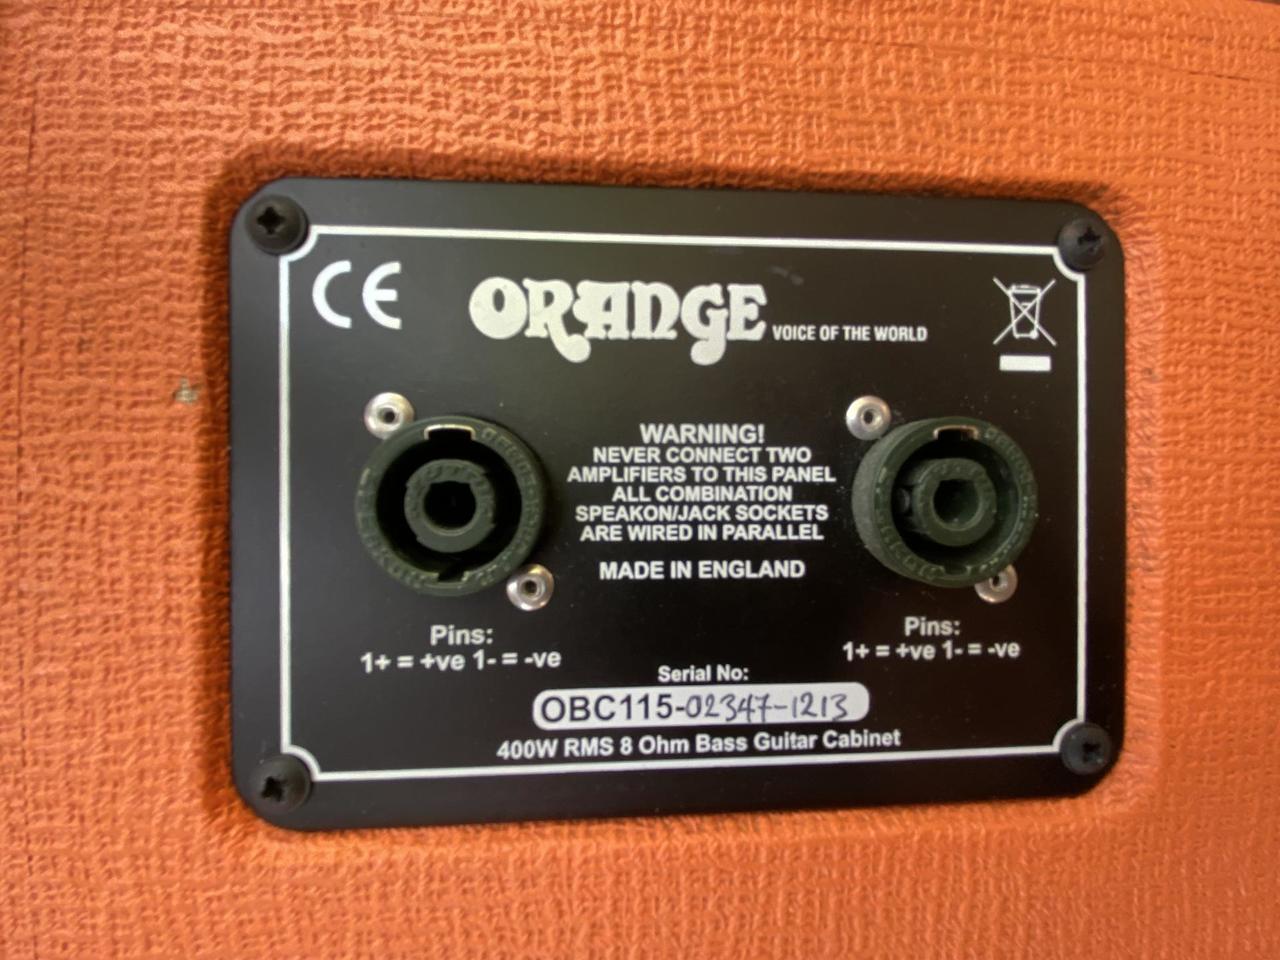 CE
ORANGE VOICE OF THE WORLD
WARNING!
NEVER CONNECT TWO
AMPLIFIERS TO THIS PANEL
ALL COMBINATION
SPEAKON/JACK SOCKETS
ARE WIRED IN PARALLEL
MADE IN ENGLAND
Pins:
1+ = +ve 1- = -ve
Pins:
1+ = +ve 1- = -ve
Serial No:
OBC115-02347-1213
400W RMS 8 Ohm Bass Guitar Cabinet